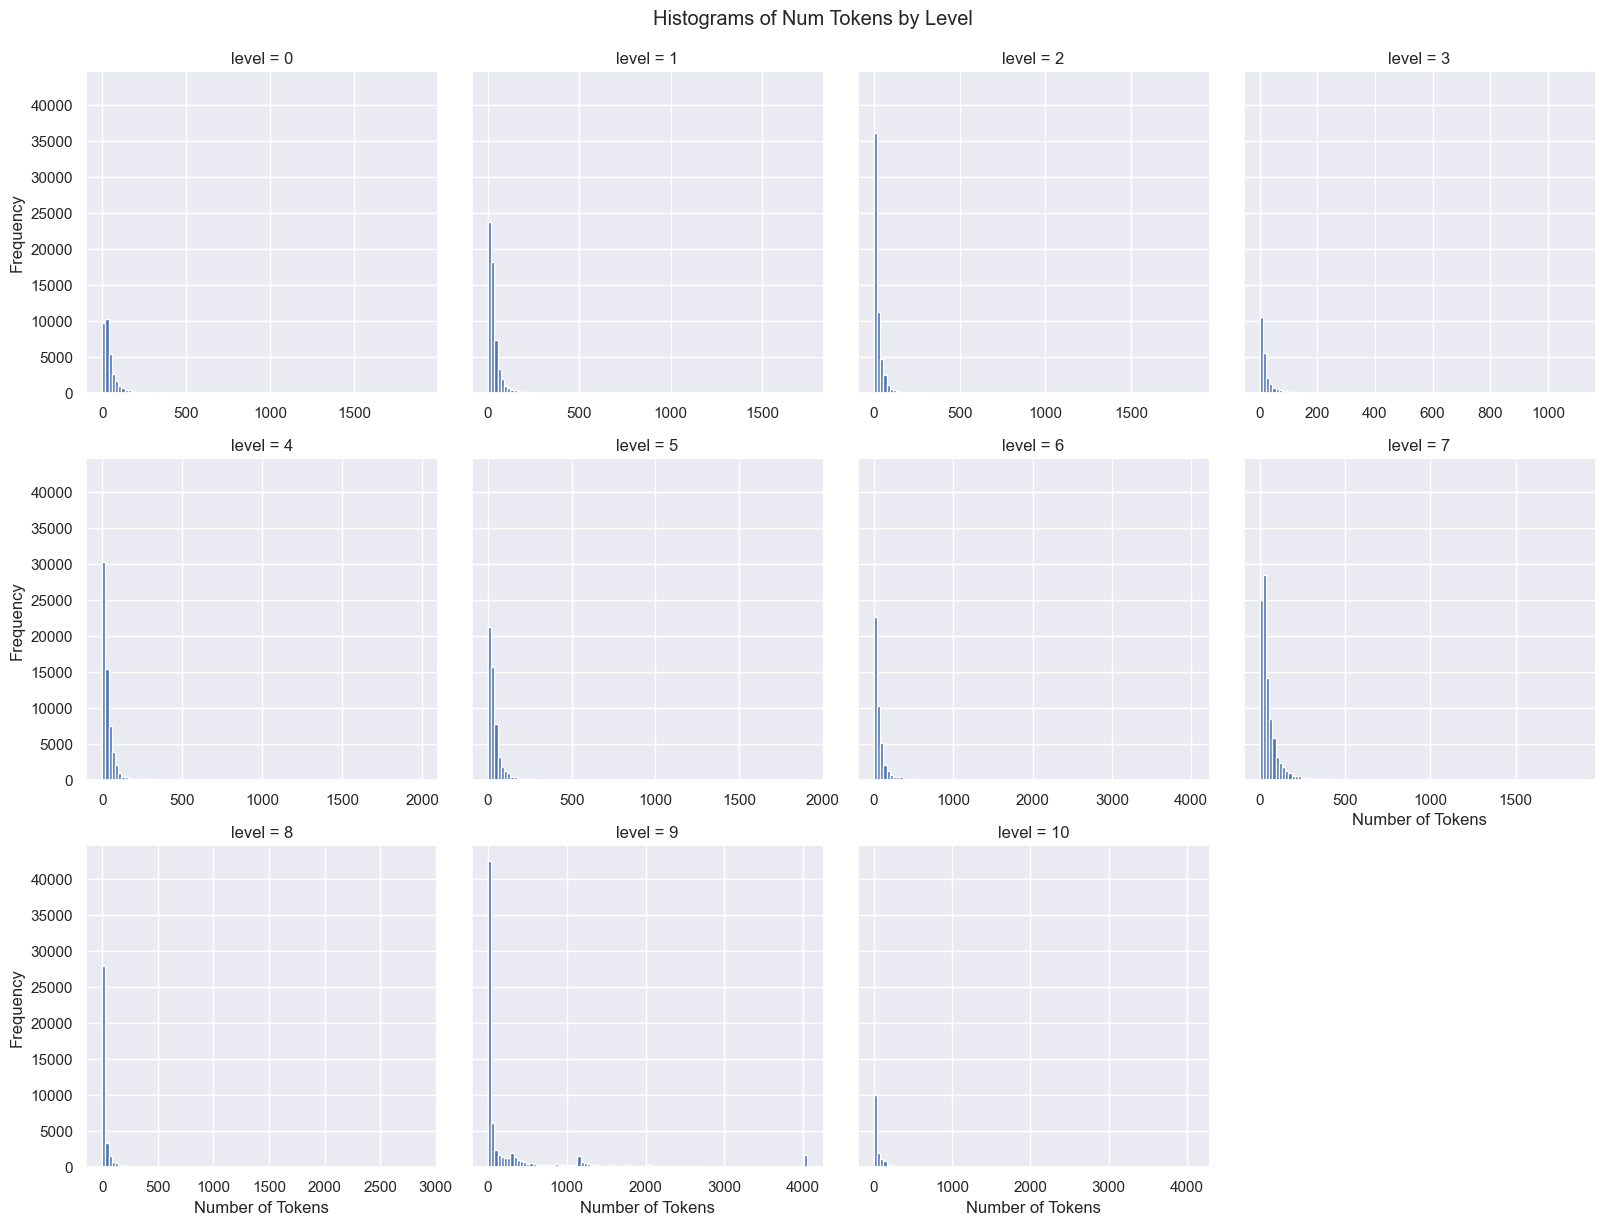 Histograms of Num Tokens by Level
level = 0
level = 1
level = 2
level = 3
Frequency
40000
35000
30000
25000
20000
15000
10000
5000
0
0 500 1000 1500
0 500 1000 1500
0 500 1000 1500
0 200 400 600 800 1000
level = 4
level = 5
level = 6
level = 7
Frequency
40000
35000
30000
25000
20000
15000
10000
5000
0
0 500 1000 1500 2000
0 500 1000 1500 2000
0 1000 2000 3000 4000
0 500 1000 1500
Number of Tokens
level = 8
level = 9
level = 10
Frequency
40000
35000
30000
25000
20000
15000
10000
5000
0
0 500 1000 1500 2000 2500 3000
0 1000 2000 3000 4000
0 1000 2000 3000 4000
Number of Tokens
Number of Tokens
Number of Tokens